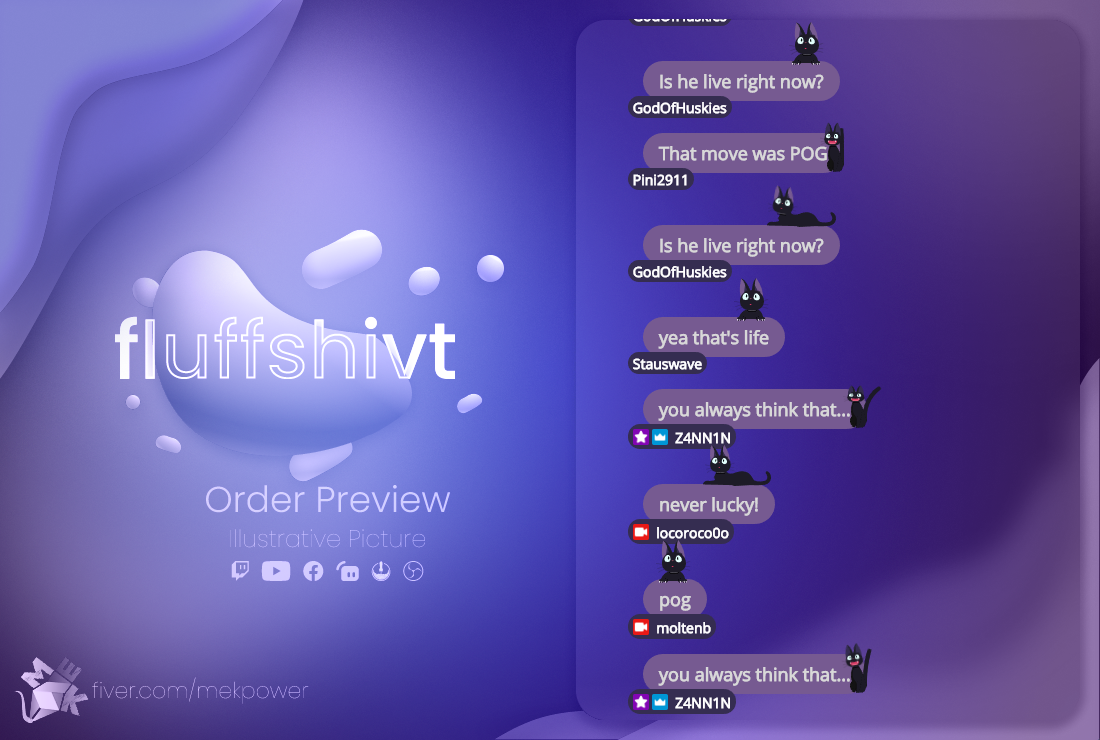 fluffshivt
Order Preview
Illustrative Picture
MEK
fiver.com/mekpower
GodOfHuskies
Is he live right now?
GodOfHuskies
That move was POG
Pini2911
Is he live right now?
GodOfHuskies
yea that's life
Stauswave
you always think that...
Z4NN1N
never lucky!
locoroco0o
pog
moltenb
you always think that...
Z4NN1N